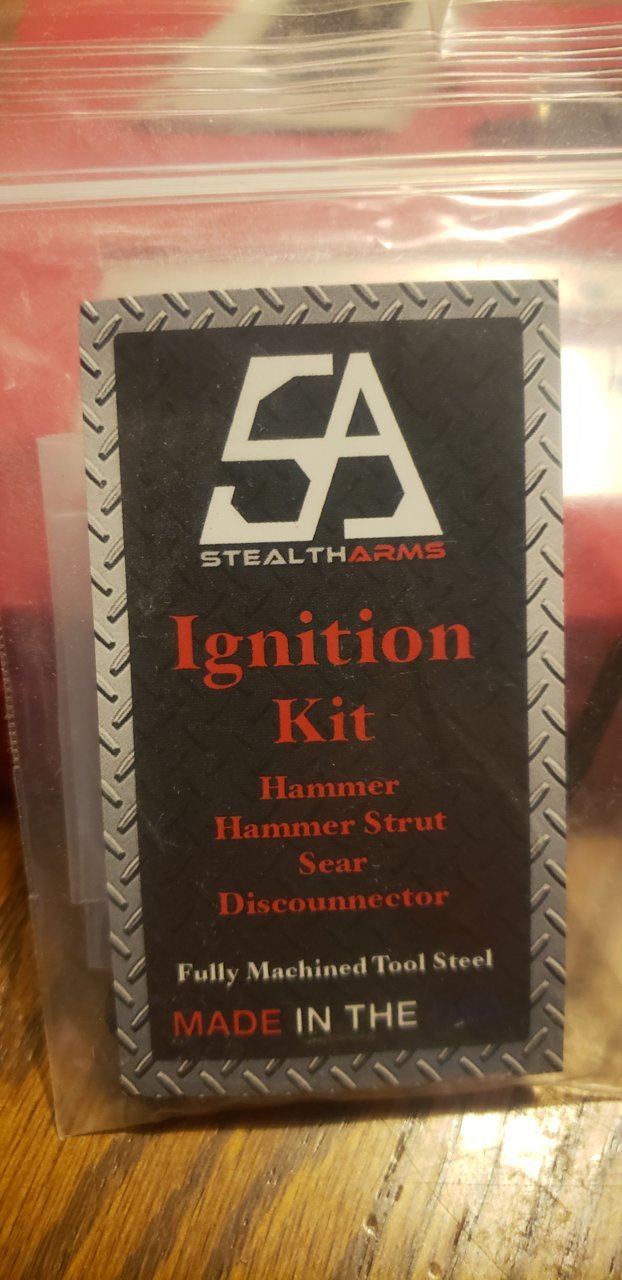 SA
STEALTHARMS
Ignition
Kit
Hammer
Hammer Strut
Sear
Discounnector
Fully Machined Tool Steel
MADE IN THE